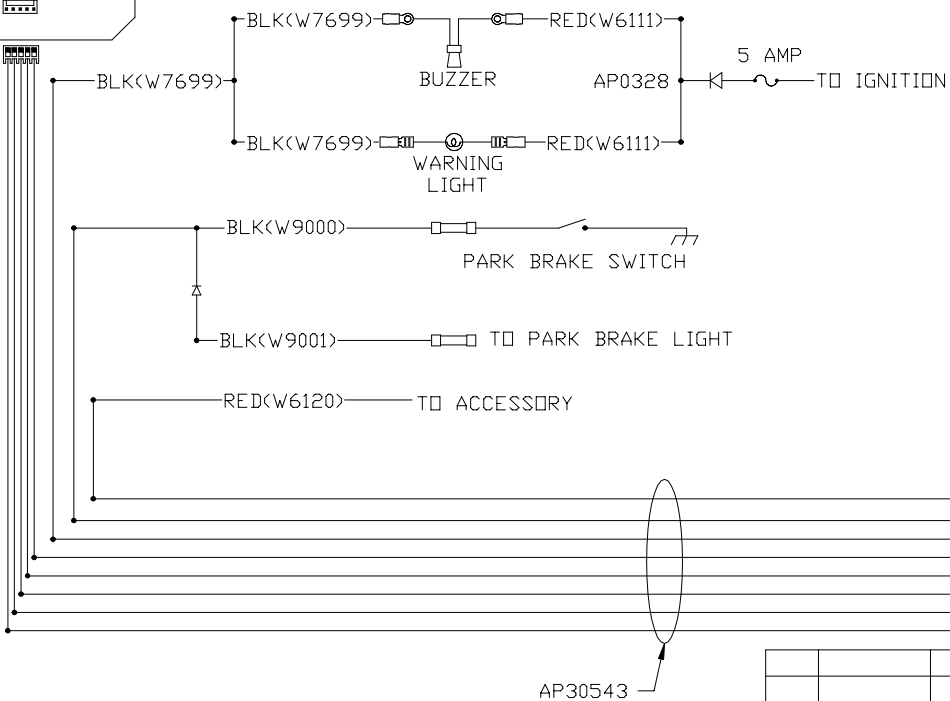 BLK(W7699) RED(W6111)
5 AMP
BUZZER
BLK(W7699) AP0328 TO IGNITION
BLK(W7699) RED(W6111)
WARNING
LIGHT
BLK(W9000)
PARK BRAKE SWITCH
BLK(W9001) TO PARK BRAKE LIGHT
RED(W6120) TO ACCESSORY
AP30543